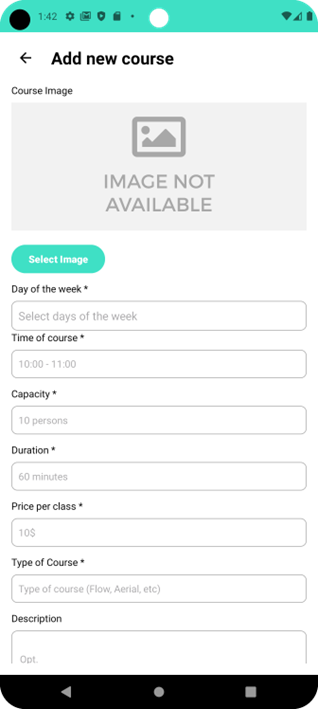 1:42
Add new course
Course Image
IMAGE NOT
AVAILABLE
Select Image
Day of the week *
Select days of the week
Time of course *
10:00 - 11:00
Capacity *
10 persons
Duration *
60 minutes
Price per class *
10$
Type of Course *
Type of course (Flow, Aerial, etc)
Description
Opt.